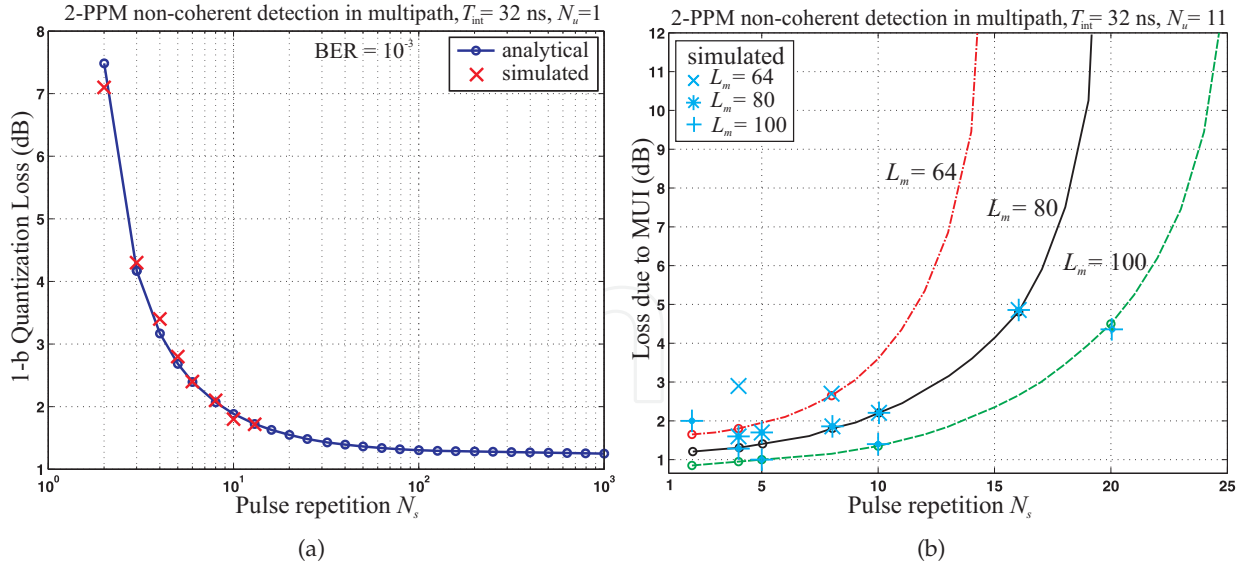 2-PPM non-coherent detection in multipath, T_int = 32 ns, N_u=1
BER = 10^-3
analytical
simulated
1-b Quantization Loss (dB)
8
7
6
5
4
3
2
1
10^0
10^1
10^2
10^3
Pulse repetition N_s
(a)
2-PPM non-coherent detection in multipath, T_int = 32 ns, N_u = 11
simulated
L_m = 64
L_m = 80
L_m = 100
L_m = 64
L_m = 80
L_m = 100
Loss due to MUI (dB)
12
11
10
9
8
7
6
5
4
3
2
1
1
5
10
15
20
25
Pulse repetition N_s
(b)